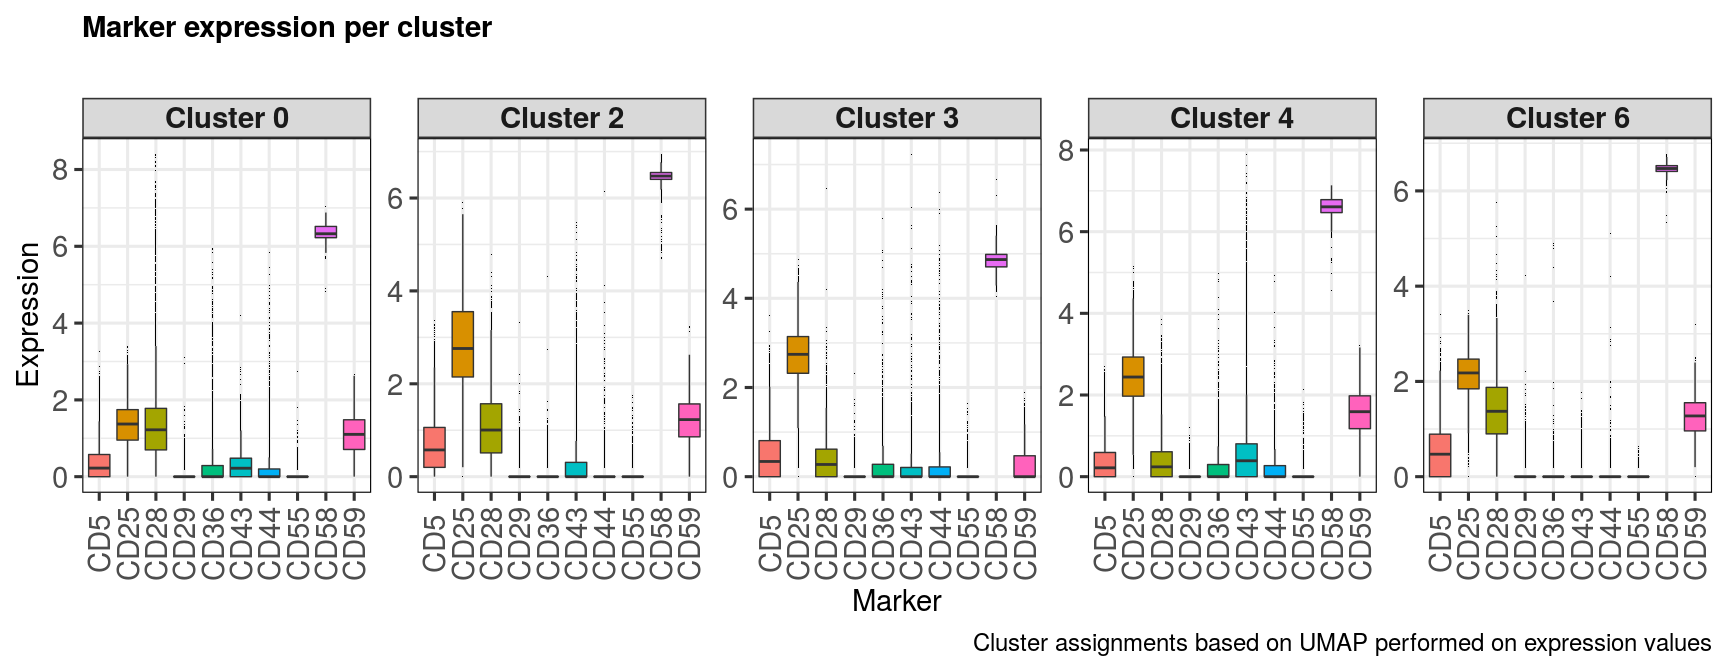 Marker expression per cluster
Cluster 0 Cluster 2 Cluster 3 Cluster 4 Cluster 6
Expression
8
6
4
2
0
6
4
2
0
6
4
2
0
8
6
4
2
0
6
4
2
0
CD5 CD25 CD28 CD29 CD36 CD43 CD44 CD55 CD58 CD59
CD5 CD25 CD28 CD29 CD36 CD43 CD44 CD55 CD58 CD59
CD5 CD25 CD28 CD29 CD36 CD43 CD44 CD55 CD58 CD59
CD5 CD25 CD28 CD29 CD36 CD43 CD44 CD55 CD58 CD59
CD5 CD25 CD28 CD29 CD36 CD43 CD44 CD55 CD58 CD59
Marker
Cluster assignments based on UMAP performed on expression values